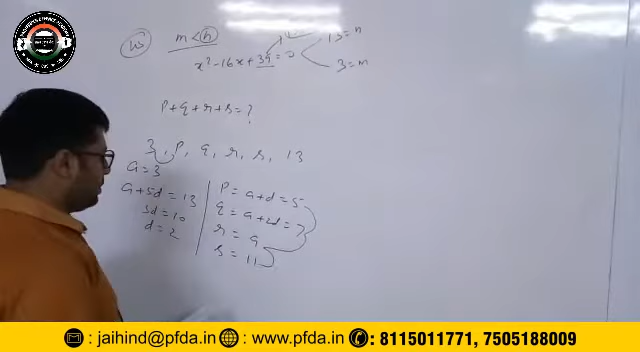 m < n
x² - 16x + 39 = 0
13 = n
3 = m
p + q + r + s = ?
3, p, q, r, s, 13
a = 3
a + 5d = 13
5d = 10
d = 2
p = a + d = 5
q = a + 2d = 7
r = 9
s = 11
: jaihind@pfda.in : www.pfda.in : 8115011771, 7505188009